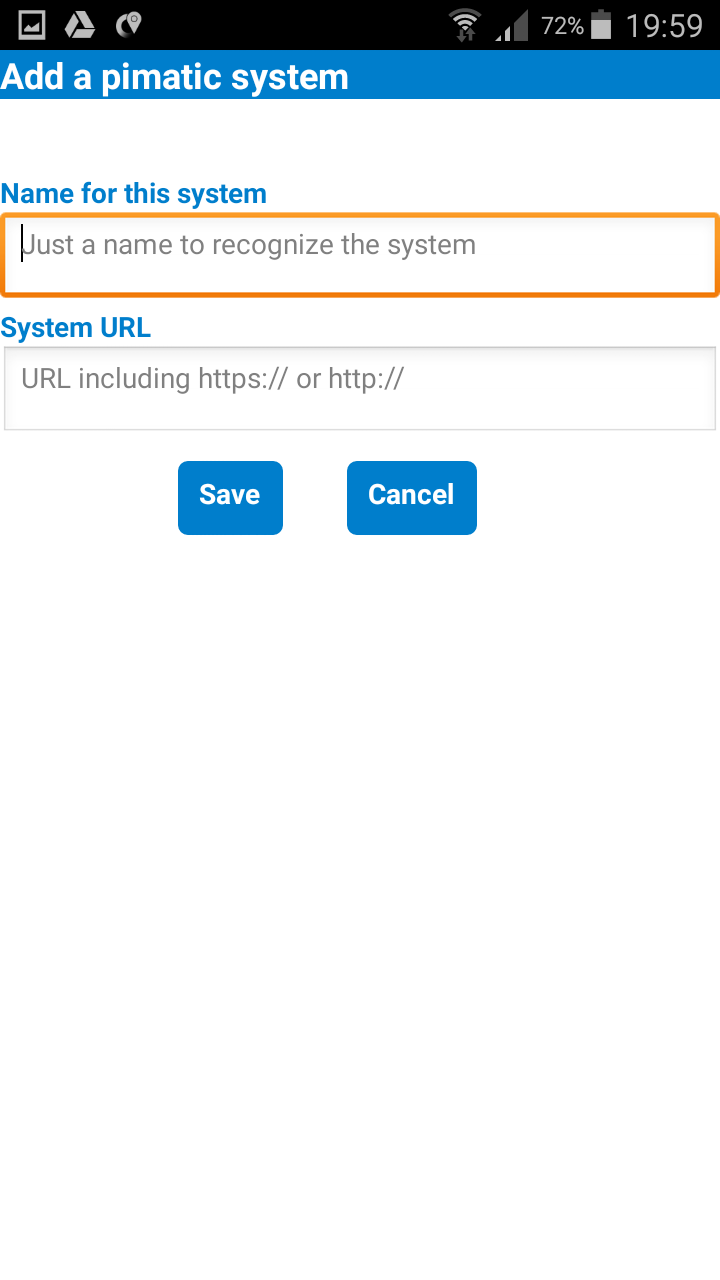 72% 19:59
Add a pimatic system
Name for this system
Just a name to recognize the system
System URL
URL including https:// or http://
Save Cancel